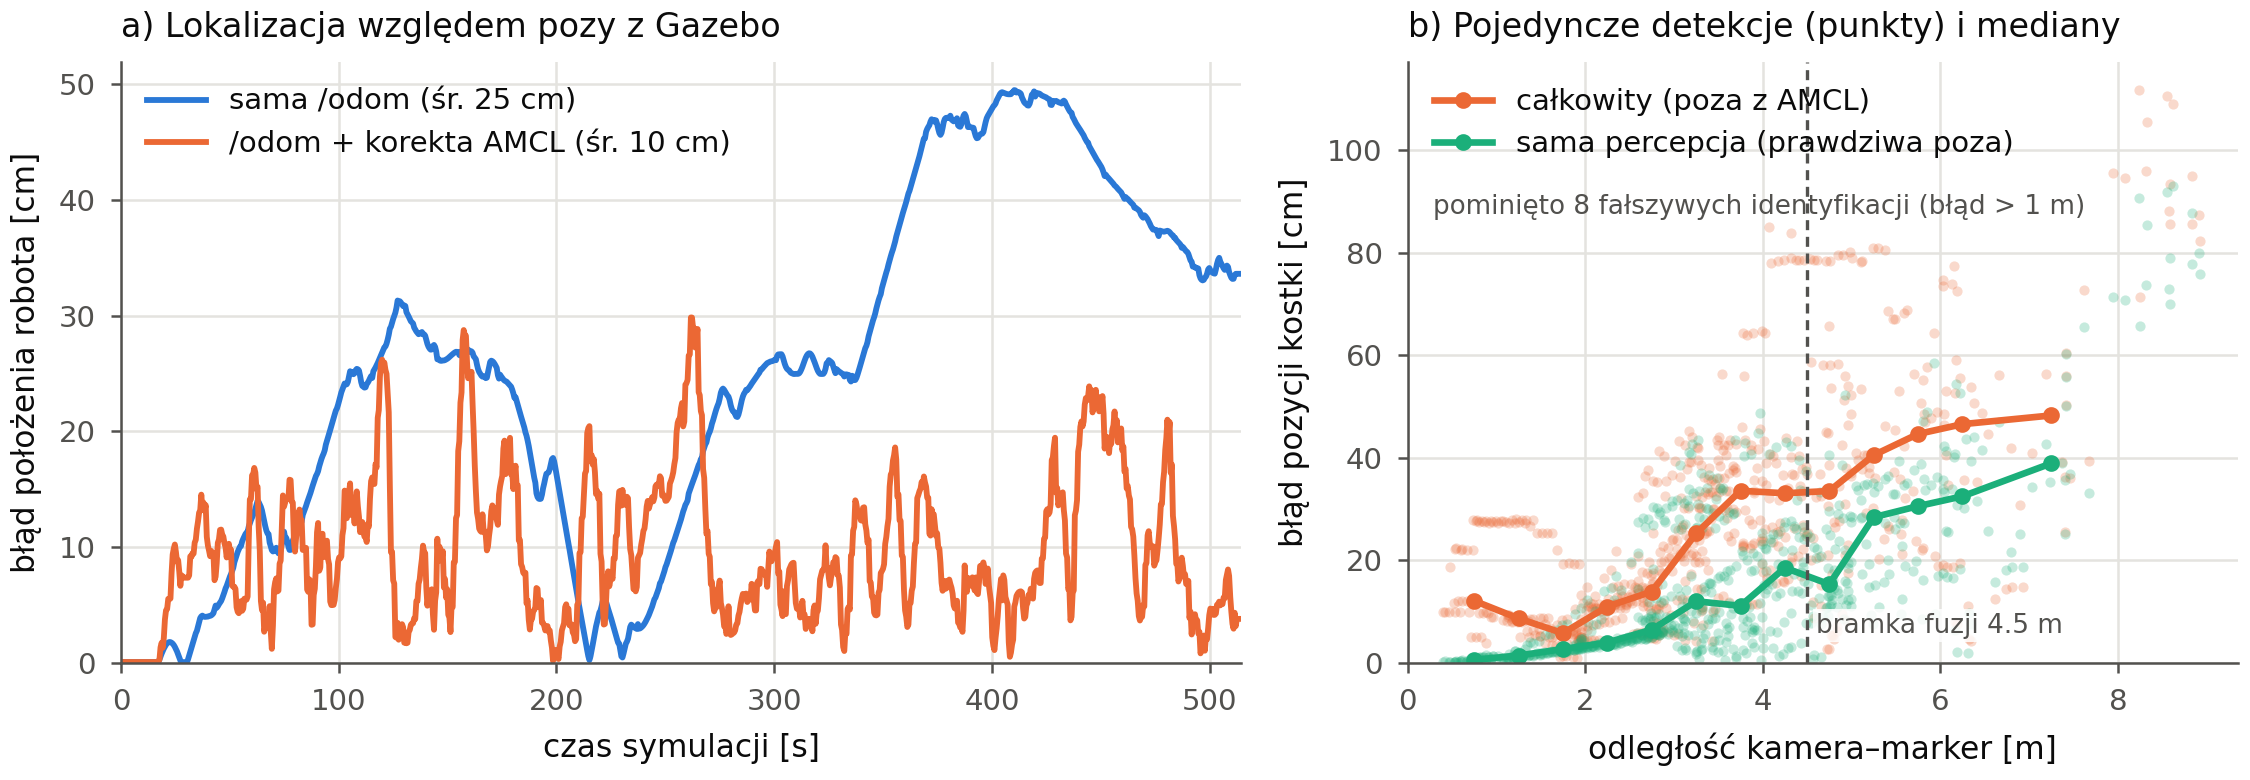 a) Lokalizacja względem pozy z Gazebo
błąd położenia robota [cm]
50
40
30
20
10
0
sama /odom (śr. 25 cm)
/odom + korekta AMCL (śr. 10 cm)
0 100 200 300 400 500
czas symulacji [s]
b) Pojedyncze detekcje (punkty) i mediany
błąd pozycji kostki [cm]
100
80
60
40
20
0
całkowity (poza z AMCL)
sama percepcja (prawdziwa poza)
pominięto 8 fałszywych identyfikacji (błąd > 1 m)
bramka fuzji 4.5 m
0 2 4 6 8
odległość kamera–marker [m]